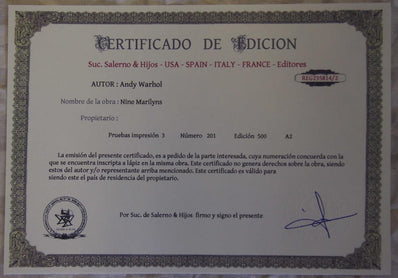 CERTIFICADO DE EDICION
Suc. Salerno & Hijos - USA - SPAIN - ITALY - FRANCE - Editores
AUTOR : Andy Warhol
Nombre de la obra : Nine Marilyns
Propietario :
Pruebas impresión 3 Número 201 Edición 500 A2
La emisión del presente certificado, es a pedido de la parte interesada, cuya numeración concuerda con la
que se encuentra inscripta a lápiz en la misma obra. Este certificado no genera derechos sobre la obra, siendo
estos del autor y/o representante arriba mencionado. Este certificado es válido para
siendo este el país de residencia del propietario.
Por Suc. de Salerno & Hijos firmo y signo el presente